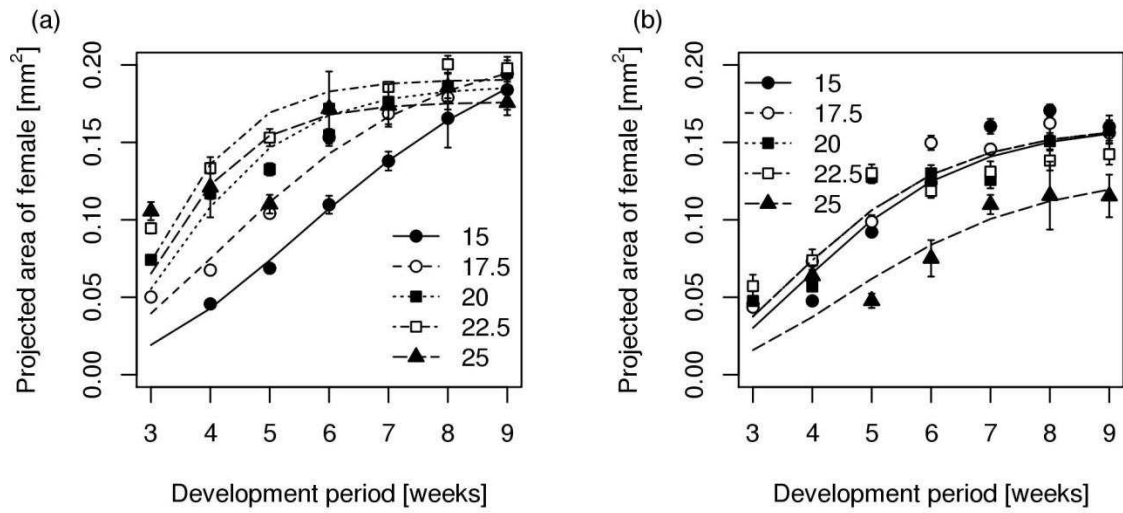 (a)
Projected area of female [mm²]
0.20
0.15
0.10
0.05
0.00
15
17.5
20
22.5
25
3 4 5 6 7 8 9
Development period [weeks]
(b)
Projected area of female [mm²]
0.20
0.15
0.10
0.05
0.00
15
17.5
20
22.5
25
3 4 5 6 7 8 9
Development period [weeks]